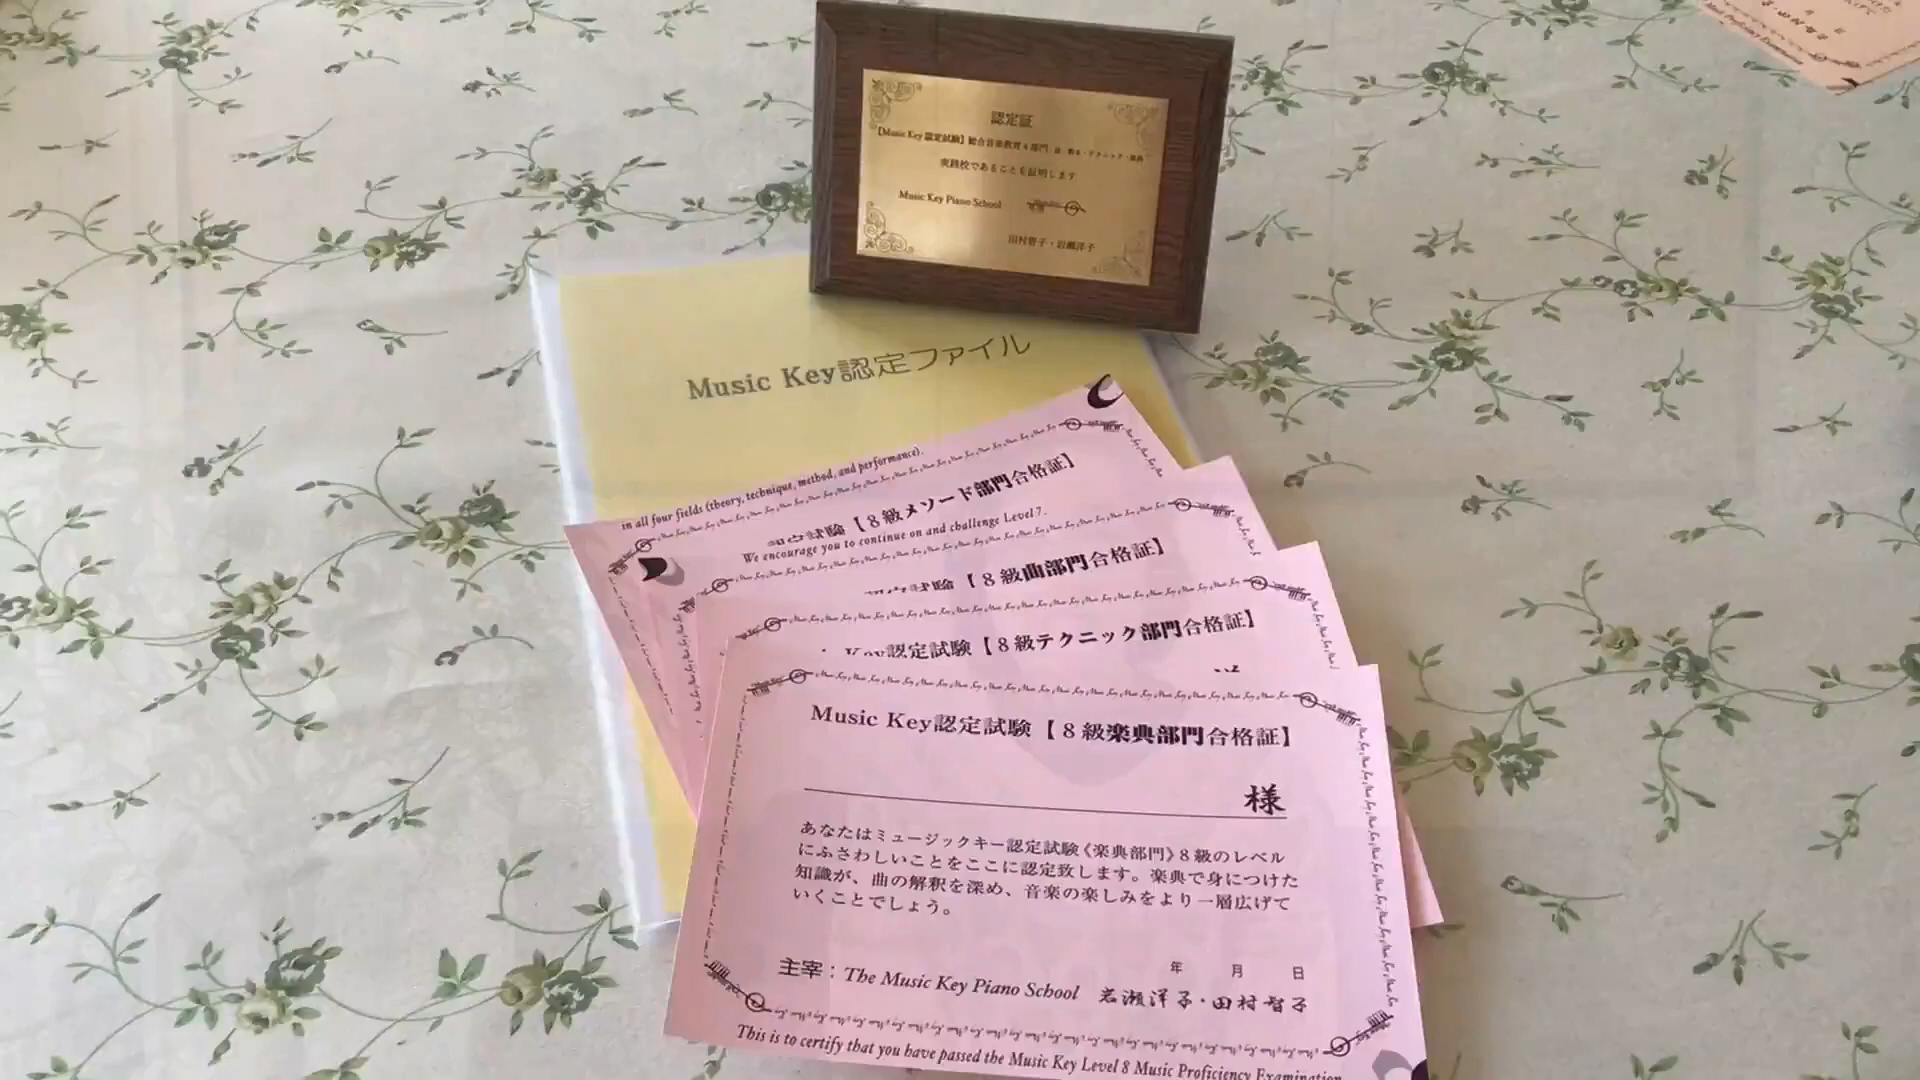 認定証
【Music Key 認定試験】総合音楽教育4部門
実践校であることを証明します
Music Key Piano School
田村智子・岩瀬洋子
Music Key認定ファイル
in all four fields (theory, technique, method, and performance).
【8級メソード部門合格証】
We encourage you to continue on and challenge Level 7.
【8級曲部門合格証】
Key認定試験【8級テクニック部門合格証】
Music Key認定試験【8級楽典部門合格証】
様
あなたはミュージックキー認定試験《楽典部門》8級のレベル
にふさわしいことをここに認定致します。楽典で身につけた
知識が、曲の解釈を深め、音楽の楽しみをより一層広げて
いくことでしょう。
年 月 日
主宰：The Music Key Piano School 岩瀬洋子・田村智子
This is to certify that you have passed the Music Key Level 8 Music Proficiency Examination